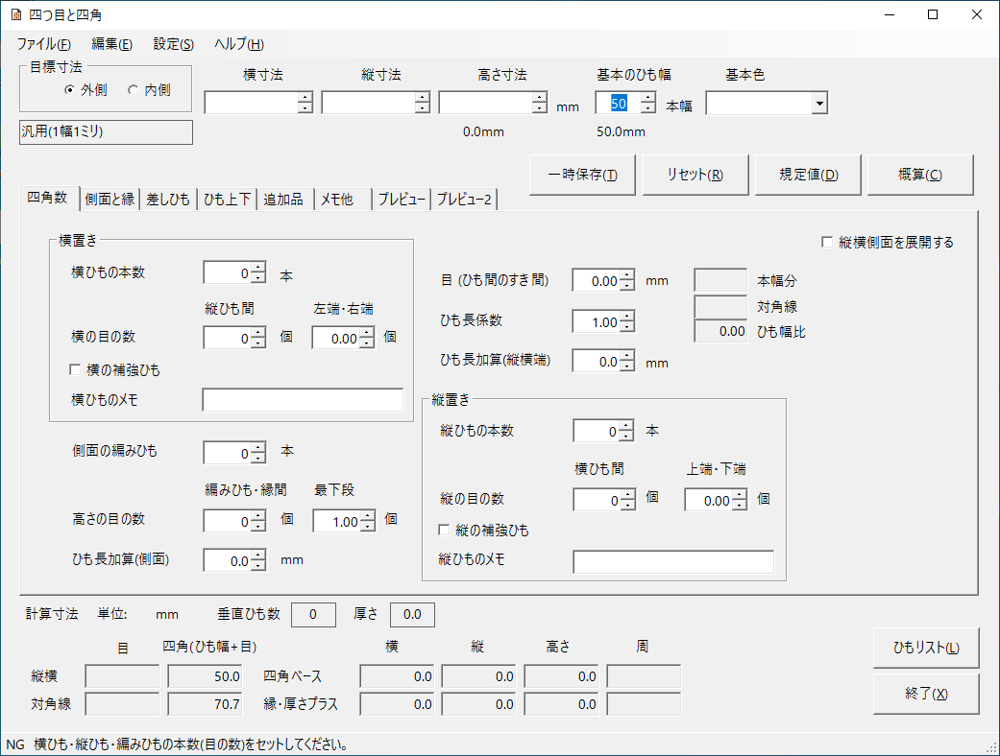 四つ目と四角
ファイル(F) 編集(E) 設定(S) ヘルプ(H)
目標寸法 横寸法 縦寸法 高さ寸法 基本のひも幅 基本色
外側 内側 mm 50 本幅
汎用(1幅1ミリ) 0.0mm 50.0mm
一時保存(T) リセット(R) 規定値(D) 概算(C)
四角数 側面と縁 差しひも ひも上下 追加品 メモ他 プレビュー プレビュー2
横置き 縦横側面を展開する
横ひもの本数 0 本
目 (ひも間のすき間) 0.00 mm 本幅分
縦ひも間 左端・右端 対角線
ひも長係数 1.00 0.00 ひも幅比
横の目の数 0 個 0.00 個
ひも長加算(縦横端) 0.0 mm
横の補強ひも
横ひものメモ
縦置き
縦ひもの本数 0 本
側面の編みひも 0 本
横ひも間 上端・下端
編みひも・縁間 最下段
縦の目の数 0 個 0.00 個
高さの目の数 0 個 1.00 個
縦の補強ひも
ひも長加算(側面) 0.0 mm 縦ひものメモ
計算寸法 単位: mm 垂直ひも数 0 厚さ 0.0
目 四角(ひも幅+目) 横 縦 高さ 周
縦横 50.0 四角ベース 0.0 0.0 0.0
対角線 70.7 縁・厚さプラス 0.0 0.0 0.0
ひもリスト(L)
終了(X)
NG 横ひも・縦ひも・編みひもの本数(目の数)をセットしてください。